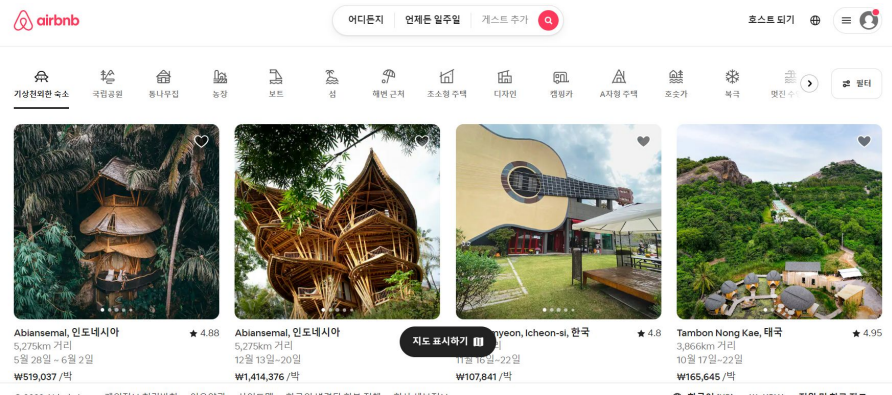 airbnb
어디든지 언제든 일주일 게스트 추가
호스트 되기
기상천외한 숙소 국립공원 통나무집 농장 보트 섬 해변 근처 초소형 주택 디자인 캠핑카 A자형 주택 호숫가 북극 멋진
필터
Abiansemal, 인도네시아 4.88
5,275km 거리
5월 28일 ~ 6월 2일
₩519,037 /박
Abiansemal, 인도네시아
5,275km 거리
12월 13일~20일
₩1,414,376 /박
Icheon-si, 한국 4.8
11월 16일~22일
₩107,841 /박
Tambon Nong Kae, 태국 4.95
3,866km 거리
10월 17일~22일
₩165,645 /박
지도 표시하기